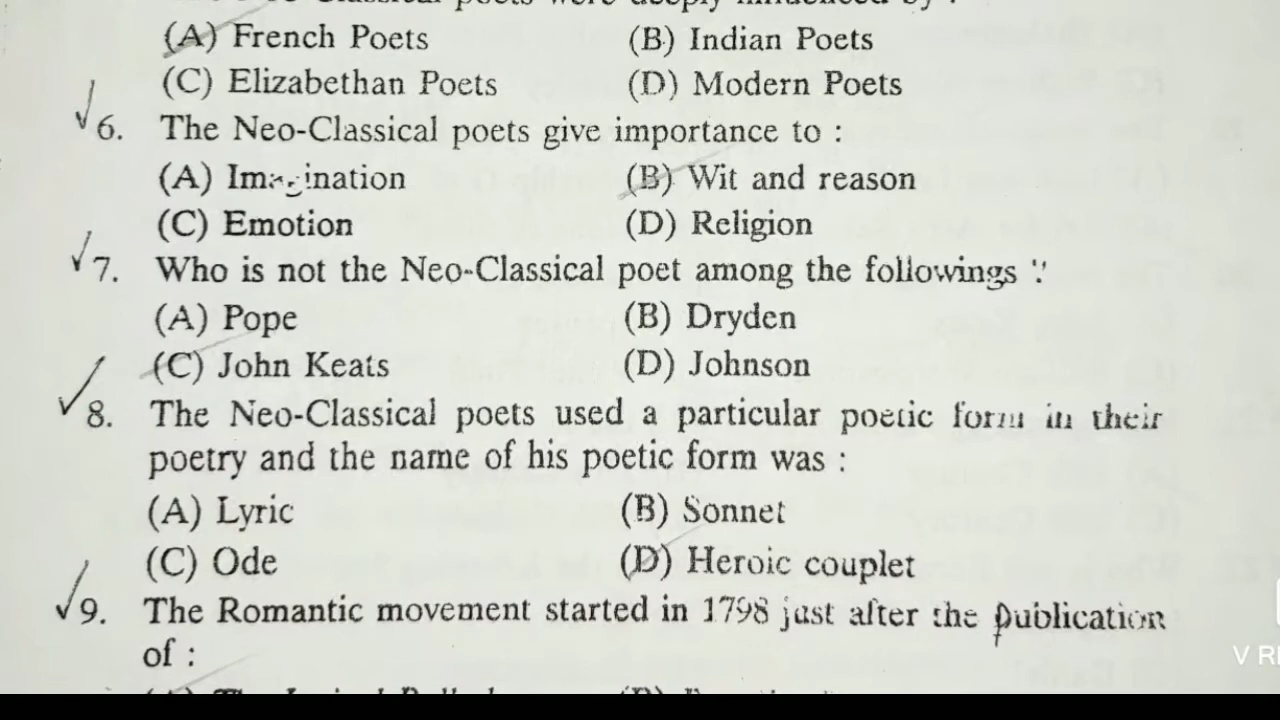 (A) French Poets (B) Indian Poets
(C) Elizabethan Poets (D) Modern Poets
6. The Neo-Classical poets give importance to :
(A) Imagination (B) Wit and reason
(C) Emotion (D) Religion
7. Who is not the Neo-Classical poet among the followings ?
(A) Pope (B) Dryden
(C) John Keats (D) Johnson
8. The Neo-Classical poets used a particular poetic form in their
poetry and the name of his poetic form was :
(A) Lyric (B) Sonnet
(C) Ode (D) Heroic couplet
9. The Romantic movement started in 1798 just after the publication
of :